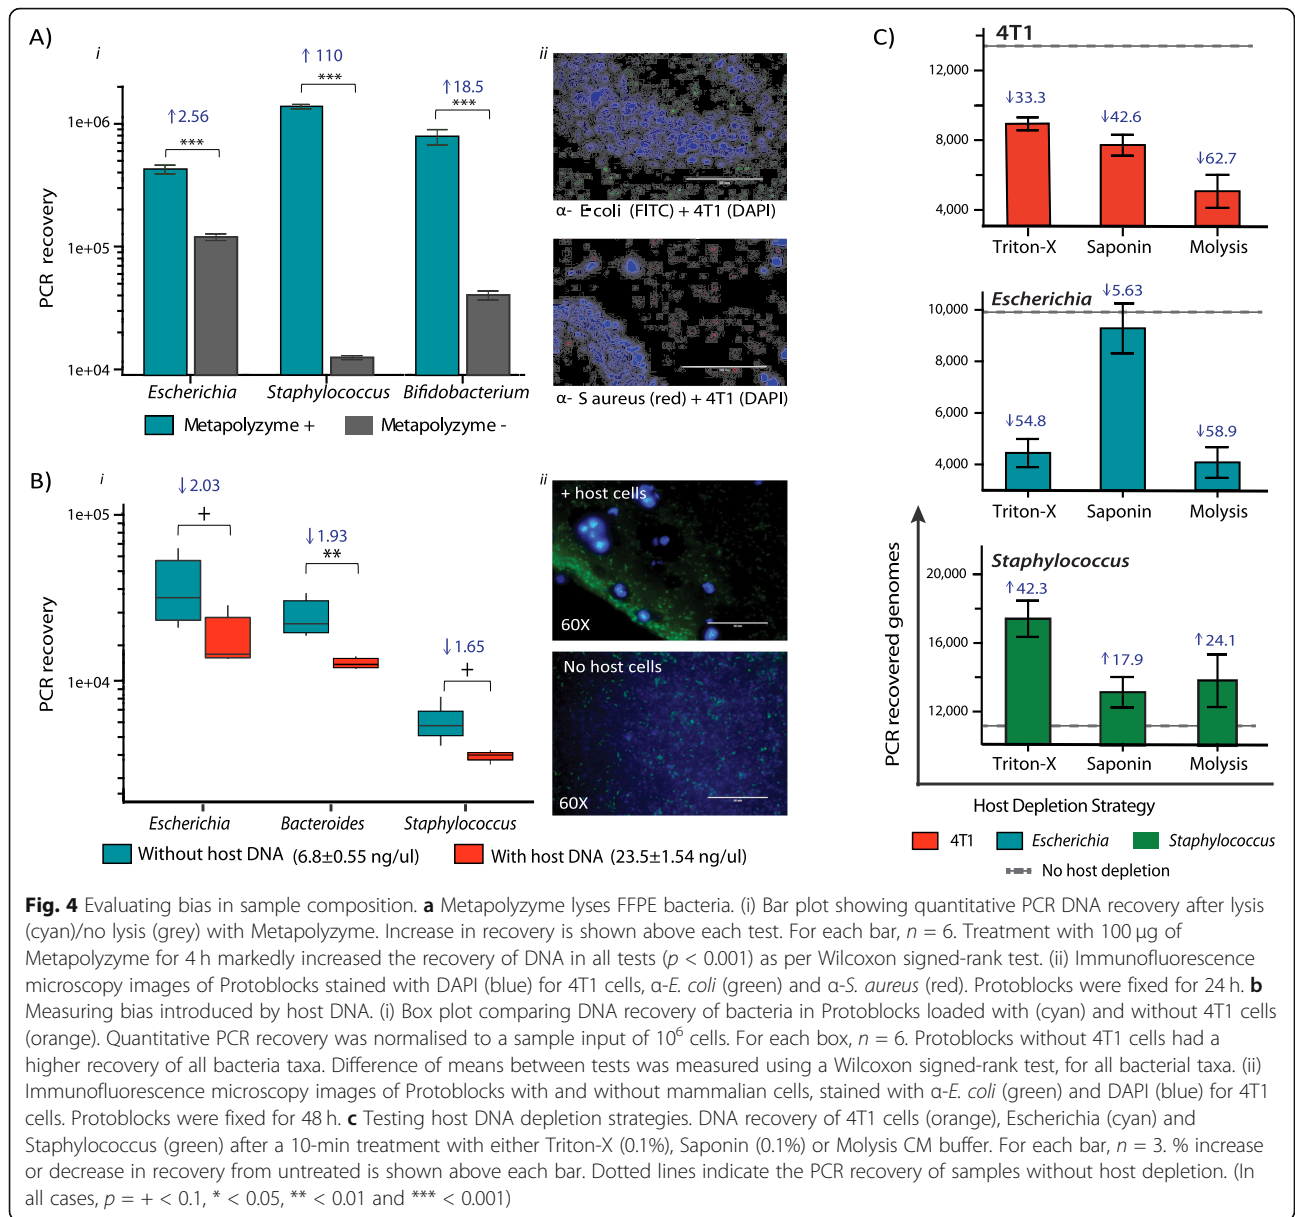 A)
i
↑2.56
***
↑ 110
***
↑18.5
***
1e+06
1e+05
1e+04
PCR recovery
Escherichia
Staphylococcus
Bifidobacterium
Metapolyzme +
Metapolyzme -
ii
α- E coli (FITC) + 4T1 (DAPI)
α- S aureus (red) + 4T1 (DAPI)
B)
i
↓2.03
+
↓1.93
**
↓1.65
+
1e+05
1e+04
PCR recovery
Escherichia
Bacteroides
Staphylococcus
Without host DNA (6.8±0.55 ng/ul)
With host DNA (23.5±1.54 ng/ul)
ii
+ host cells
60X
No host cells
60X
C)
4T1
12,000
8,000
4,000
↓33.3
↓42.6
↓62.7
Triton-X
Saponin
Molysis
Escherichia
10,000
8,000
6,000
4,000
↓54.8
↓5.63
↓58.9
Triton-X
Saponin
Molysis
Staphylococcus
20,000
16,000
12,000
↑42.3
↑17.9
↑24.1
Triton-X
Saponin
Molysis
PCR recovered genomes
Host Depletion Strategy
4T1
Escherichia
Staphylococcus
No host depletion
Fig. 4 Evaluating bias in sample composition. a Metapolyzme lyses FFPE bacteria. (i) Bar plot showing quantitative PCR DNA recovery after lysis
(cyan)/no lysis (grey) with Metapolyzme. Increase in recovery is shown above each test. For each bar, n = 6. Treatment with 100 μg of
Metapolyzme for 4 h markedly increased the recovery of DNA in all tests (p < 0.001) as per Wilcoxon signed-rank test. (ii) Immunofluorescence
microscopy images of Protoblocks stained with DAPI (blue) for 4T1 cells, α-E. coli (green) and α-S. aureus (red). Protoblocks were fixed for 24 h. b
Measuring bias introduced by host DNA. (i) Box plot comparing DNA recovery of bacteria in Protoblocks loaded with (cyan) and without 4T1 cells
(orange). Quantitative PCR recovery was normalised to a sample input of 10⁶ cells. For each box, n = 6. Protoblocks without 4T1 cells had a
higher recovery of all bacteria taxa. Difference of means between tests was measured using a Wilcoxon signed-rank test, for all bacterial taxa. (ii)
Immunofluorescence microscopy images of Protoblocks with and without mammalian cells, stained with α-E. coli (green) and DAPI (blue) for 4T1
cells. Protoblocks were fixed for 48 h. c Testing host DNA depletion strategies. DNA recovery of 4T1 cells (orange), Escherichia (cyan) and
Staphylococcus (green) after a 10-min treatment with either Triton-X (0.1%), Saponin (0.1%) or Molysis CM buffer. For each bar, n = 3. % increase
or decrease in recovery from untreated is shown above each bar. Dotted lines indicate the PCR recovery of samples without host depletion. (In
all cases, p = + < 0.1, * < 0.05, ** < 0.01 and *** < 0.001)